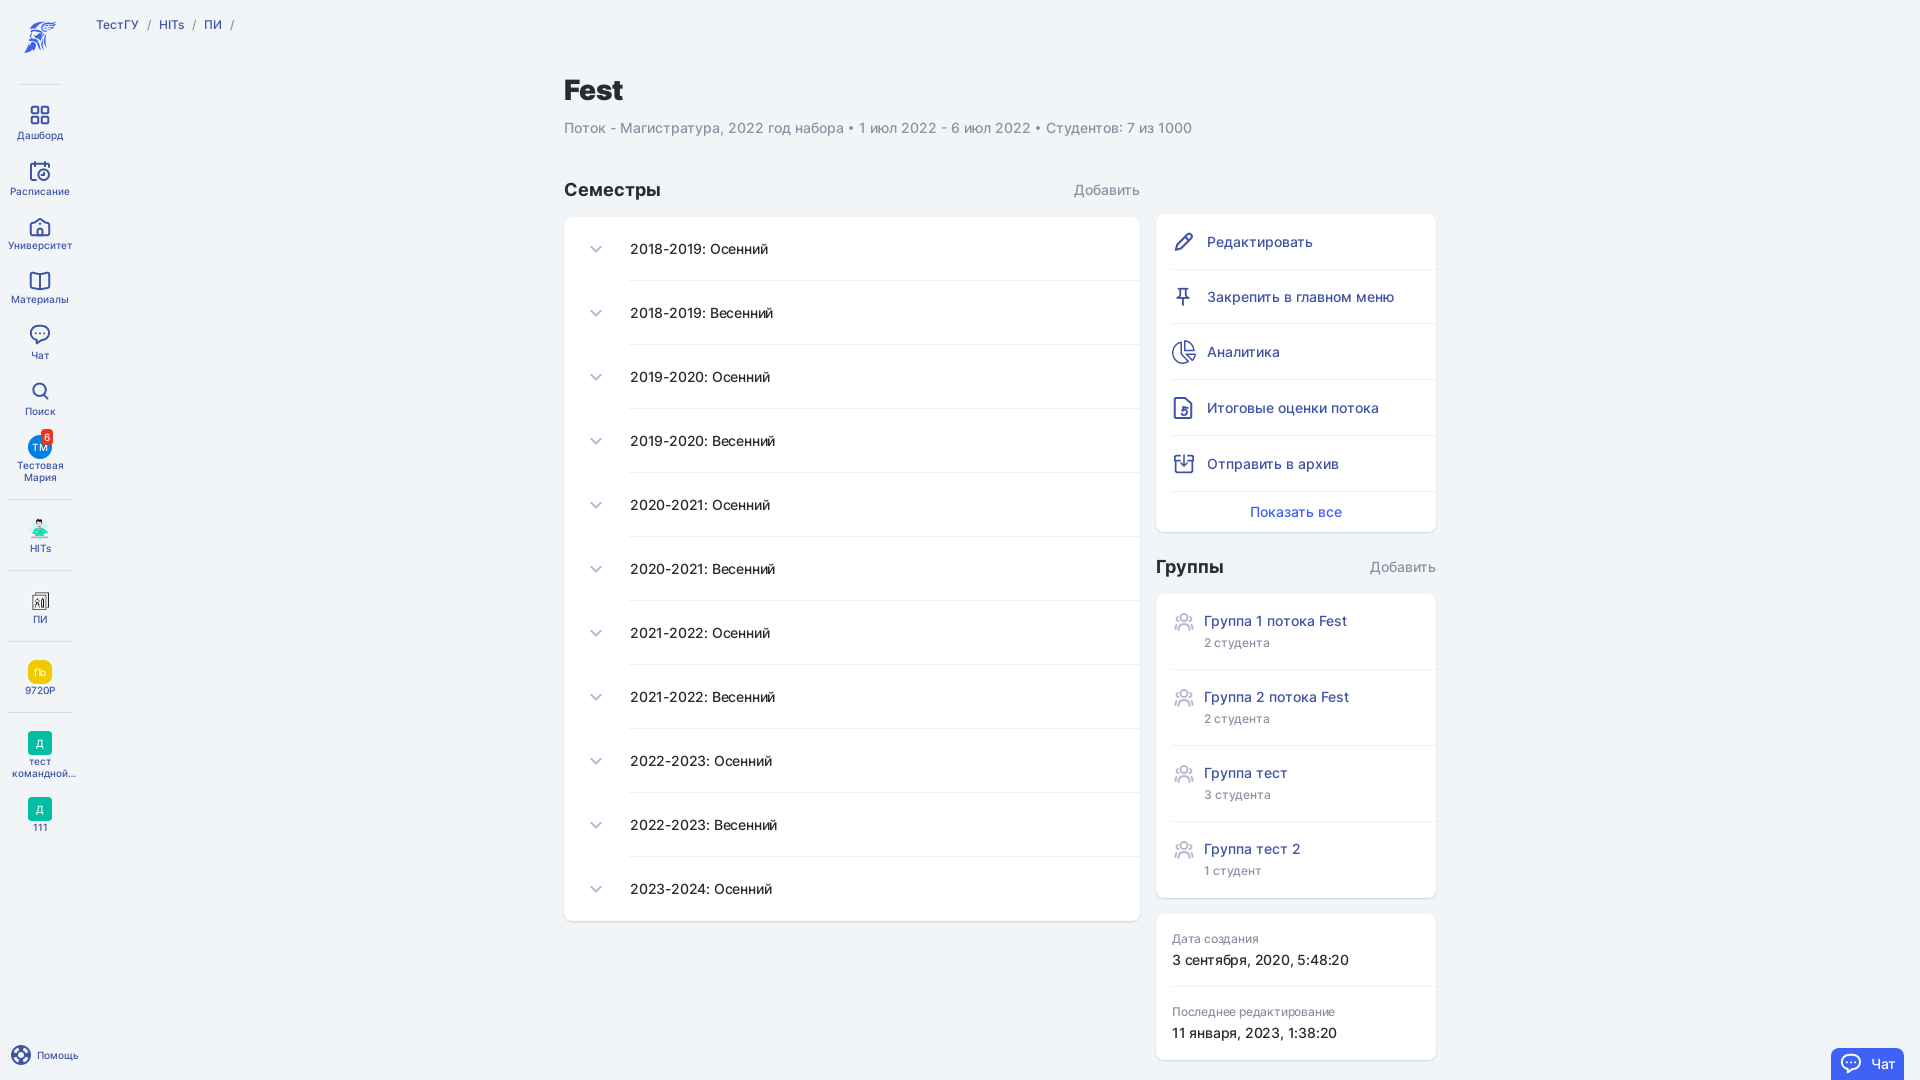 ТестГУ / HITs / ПИ /
Дашборд
Расписание
Университет
Материалы
Чат
Поиск
ТМ
6
Тестовая
Мария
HITs
ПИ
По
9720P
Д
тест
командной...
Д
111
Помощь
Fest
Поток - Магистратура, 2022 год набора • 1 июл 2022 - 6 июл 2022 • Студентов: 7 из 1000
Семестры
Добавить
2018-2019: Осенний
2018-2019: Весенний
2019-2020: Осенний
2019-2020: Весенний
2020-2021: Осенний
2020-2021: Весенний
2021-2022: Осенний
2021-2022: Весенний
2022-2023: Осенний
2022-2023: Весенний
2023-2024: Осенний
Редактировать
Закрепить в главном меню
Аналитика
Итоговые оценки потока
Отправить в архив
Показать все
Группы
Добавить
Группа 1 потока Fest
2 студента
Группа 2 потока Fest
2 студента
Группа тест
3 студента
Группа тест 2
1 студент
Дата создания
3 сентября, 2020, 5:48:20
Последнее редактирование
11 января, 2023, 1:38:20
Чат